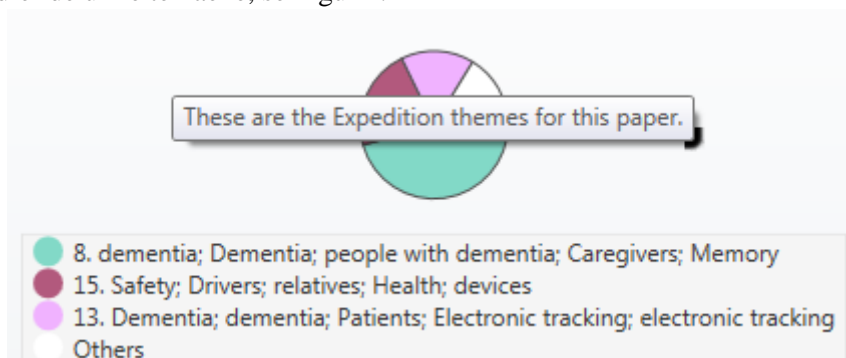 These are the Expedition themes for this paper.
8. dementia; Dementia; people with dementia; Caregivers; Memory
15. Safety; Drivers; relatives; Health; devices
13. Dementia; dementia; Patients; Electronic tracking; electronic tracking
Others